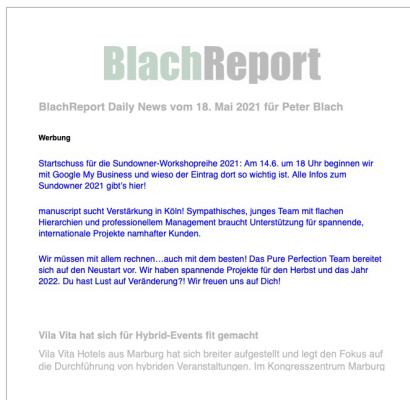 BlachReport
BlachReport Daily News vom 18. Mai 2021 für Peter Blach
Werbung
Startschuss für die Sundowner-Workshopreihe 2021: Am 14.6. um 18 Uhr beginnen wir
mit Google My Business und wieso der Eintrag dort so wichtig ist. Alle Infos zum
Sundowner 2021 gibt's hier!
manuscript sucht Verstärkung in Köln! Sympathisches, junges Team mit flachen
Hierarchien und professionellem Management braucht Unterstützung für spannende,
internationale Projekte namhafter Kunden.
Wir müssen mit allem rechnen…auch mit dem besten! Das Pure Perfection Team bereitet
sich auf den Neustart vor. Wir haben spannende Projekte für den Herbst und das Jahr
2022. Du hast Lust auf Veränderung?! Wir freuen uns auf Dich!
Vila Vita hat sich für Hybrid-Events fit gemacht
Vila Vita Hotels aus Marburg hat sich breiter aufgestellt und legt den Fokus auf
die Durchführung von hybriden Veranstaltungen. Im Kongresszentrum Marburg